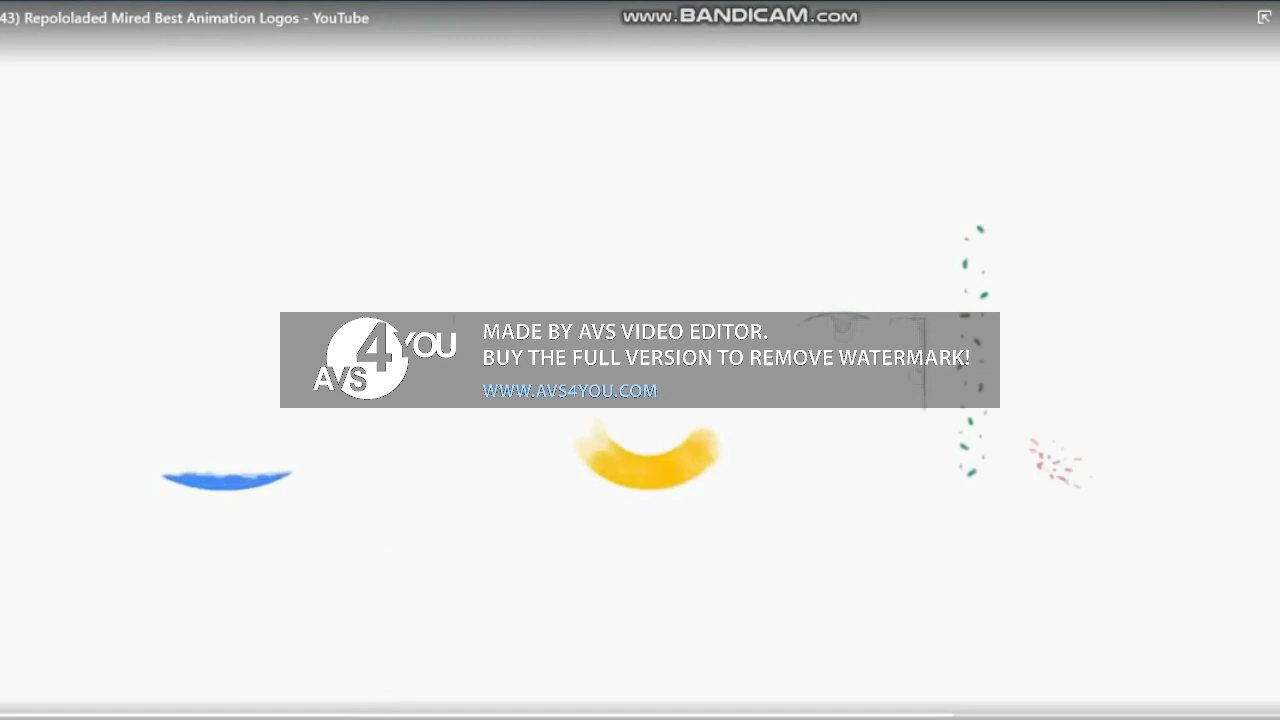 43) Repololaded Mired Best Animation Logos - YouTube
www.BANDICAM.com
AVS4YOU
MADE BY AVS VIDEO EDITOR.
BUY THE FULL VERSION TO REMOVE WATERMARK!
WWW.AVS4YOU.COM